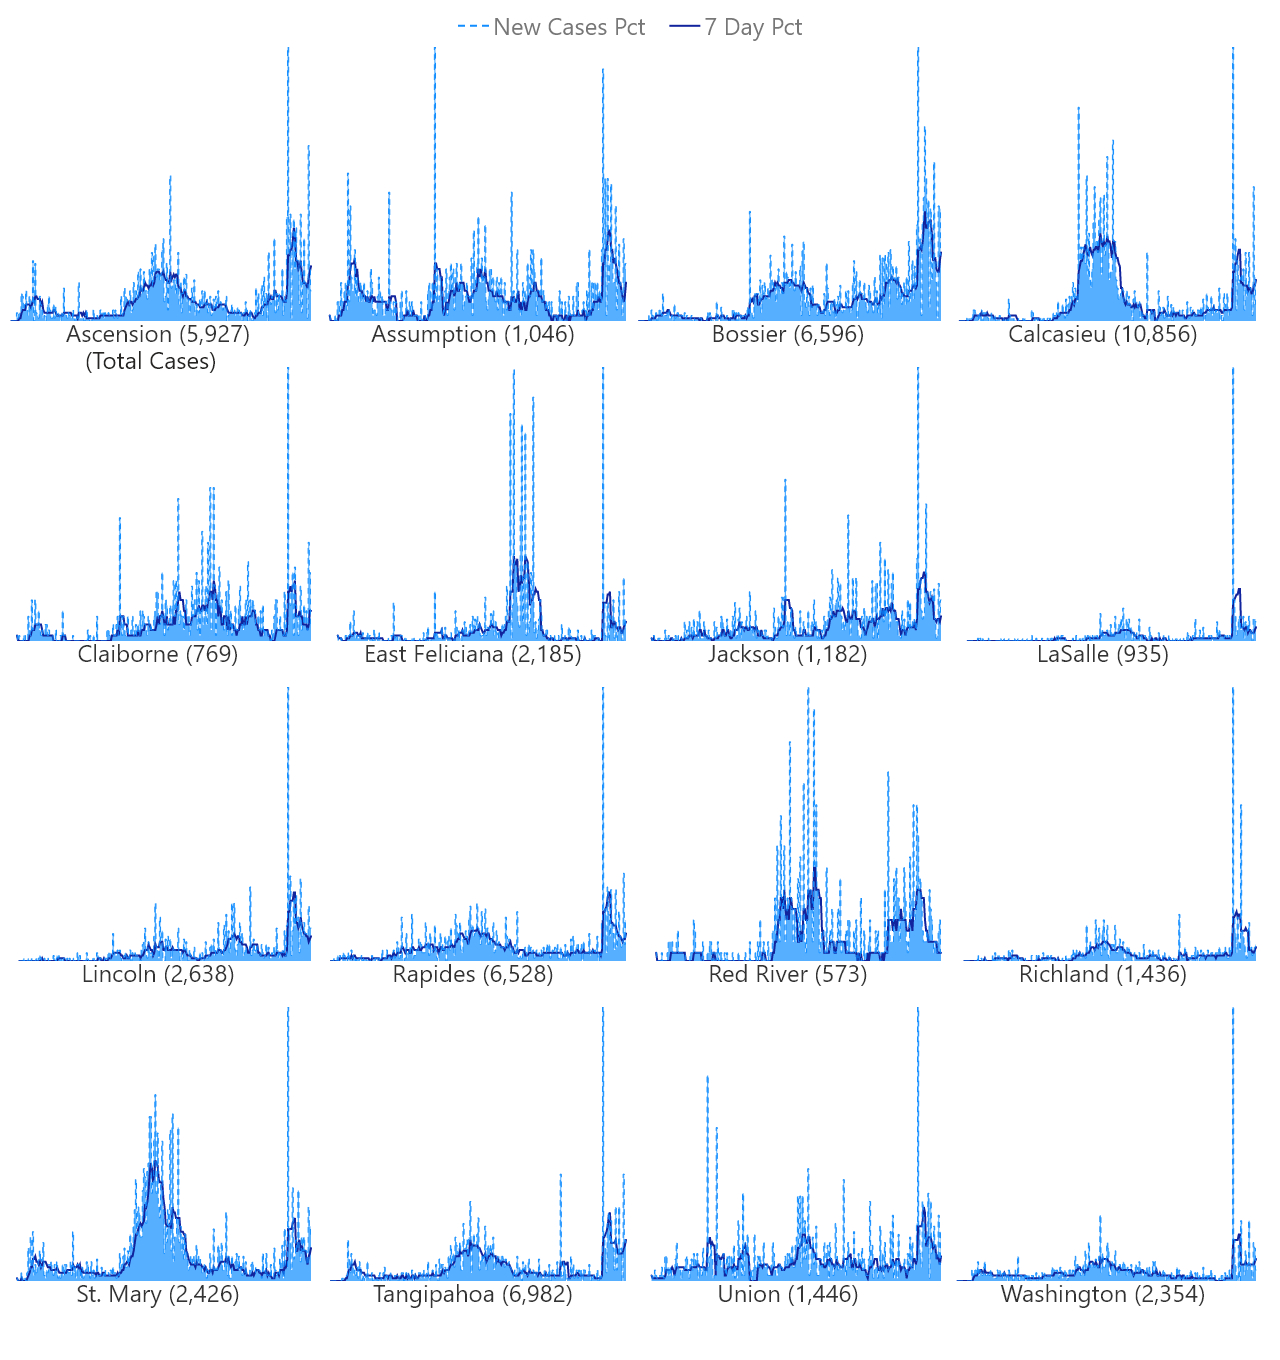 New Cases Pct 7 Day Pct
Ascension (5,927) Assumption (1,046) Bossier (6,596) Calcasieu (10,856)
(Total Cases)
Claiborne (769) East Feliciana (2,185) Jackson (1,182) LaSalle (935)
Lincoln (2,638) Rapides (6,528) Red River (573) Richland (1,436)
St. Mary (2,426) Tangipahoa (6,982) Union (1,446) Washington (2,354)